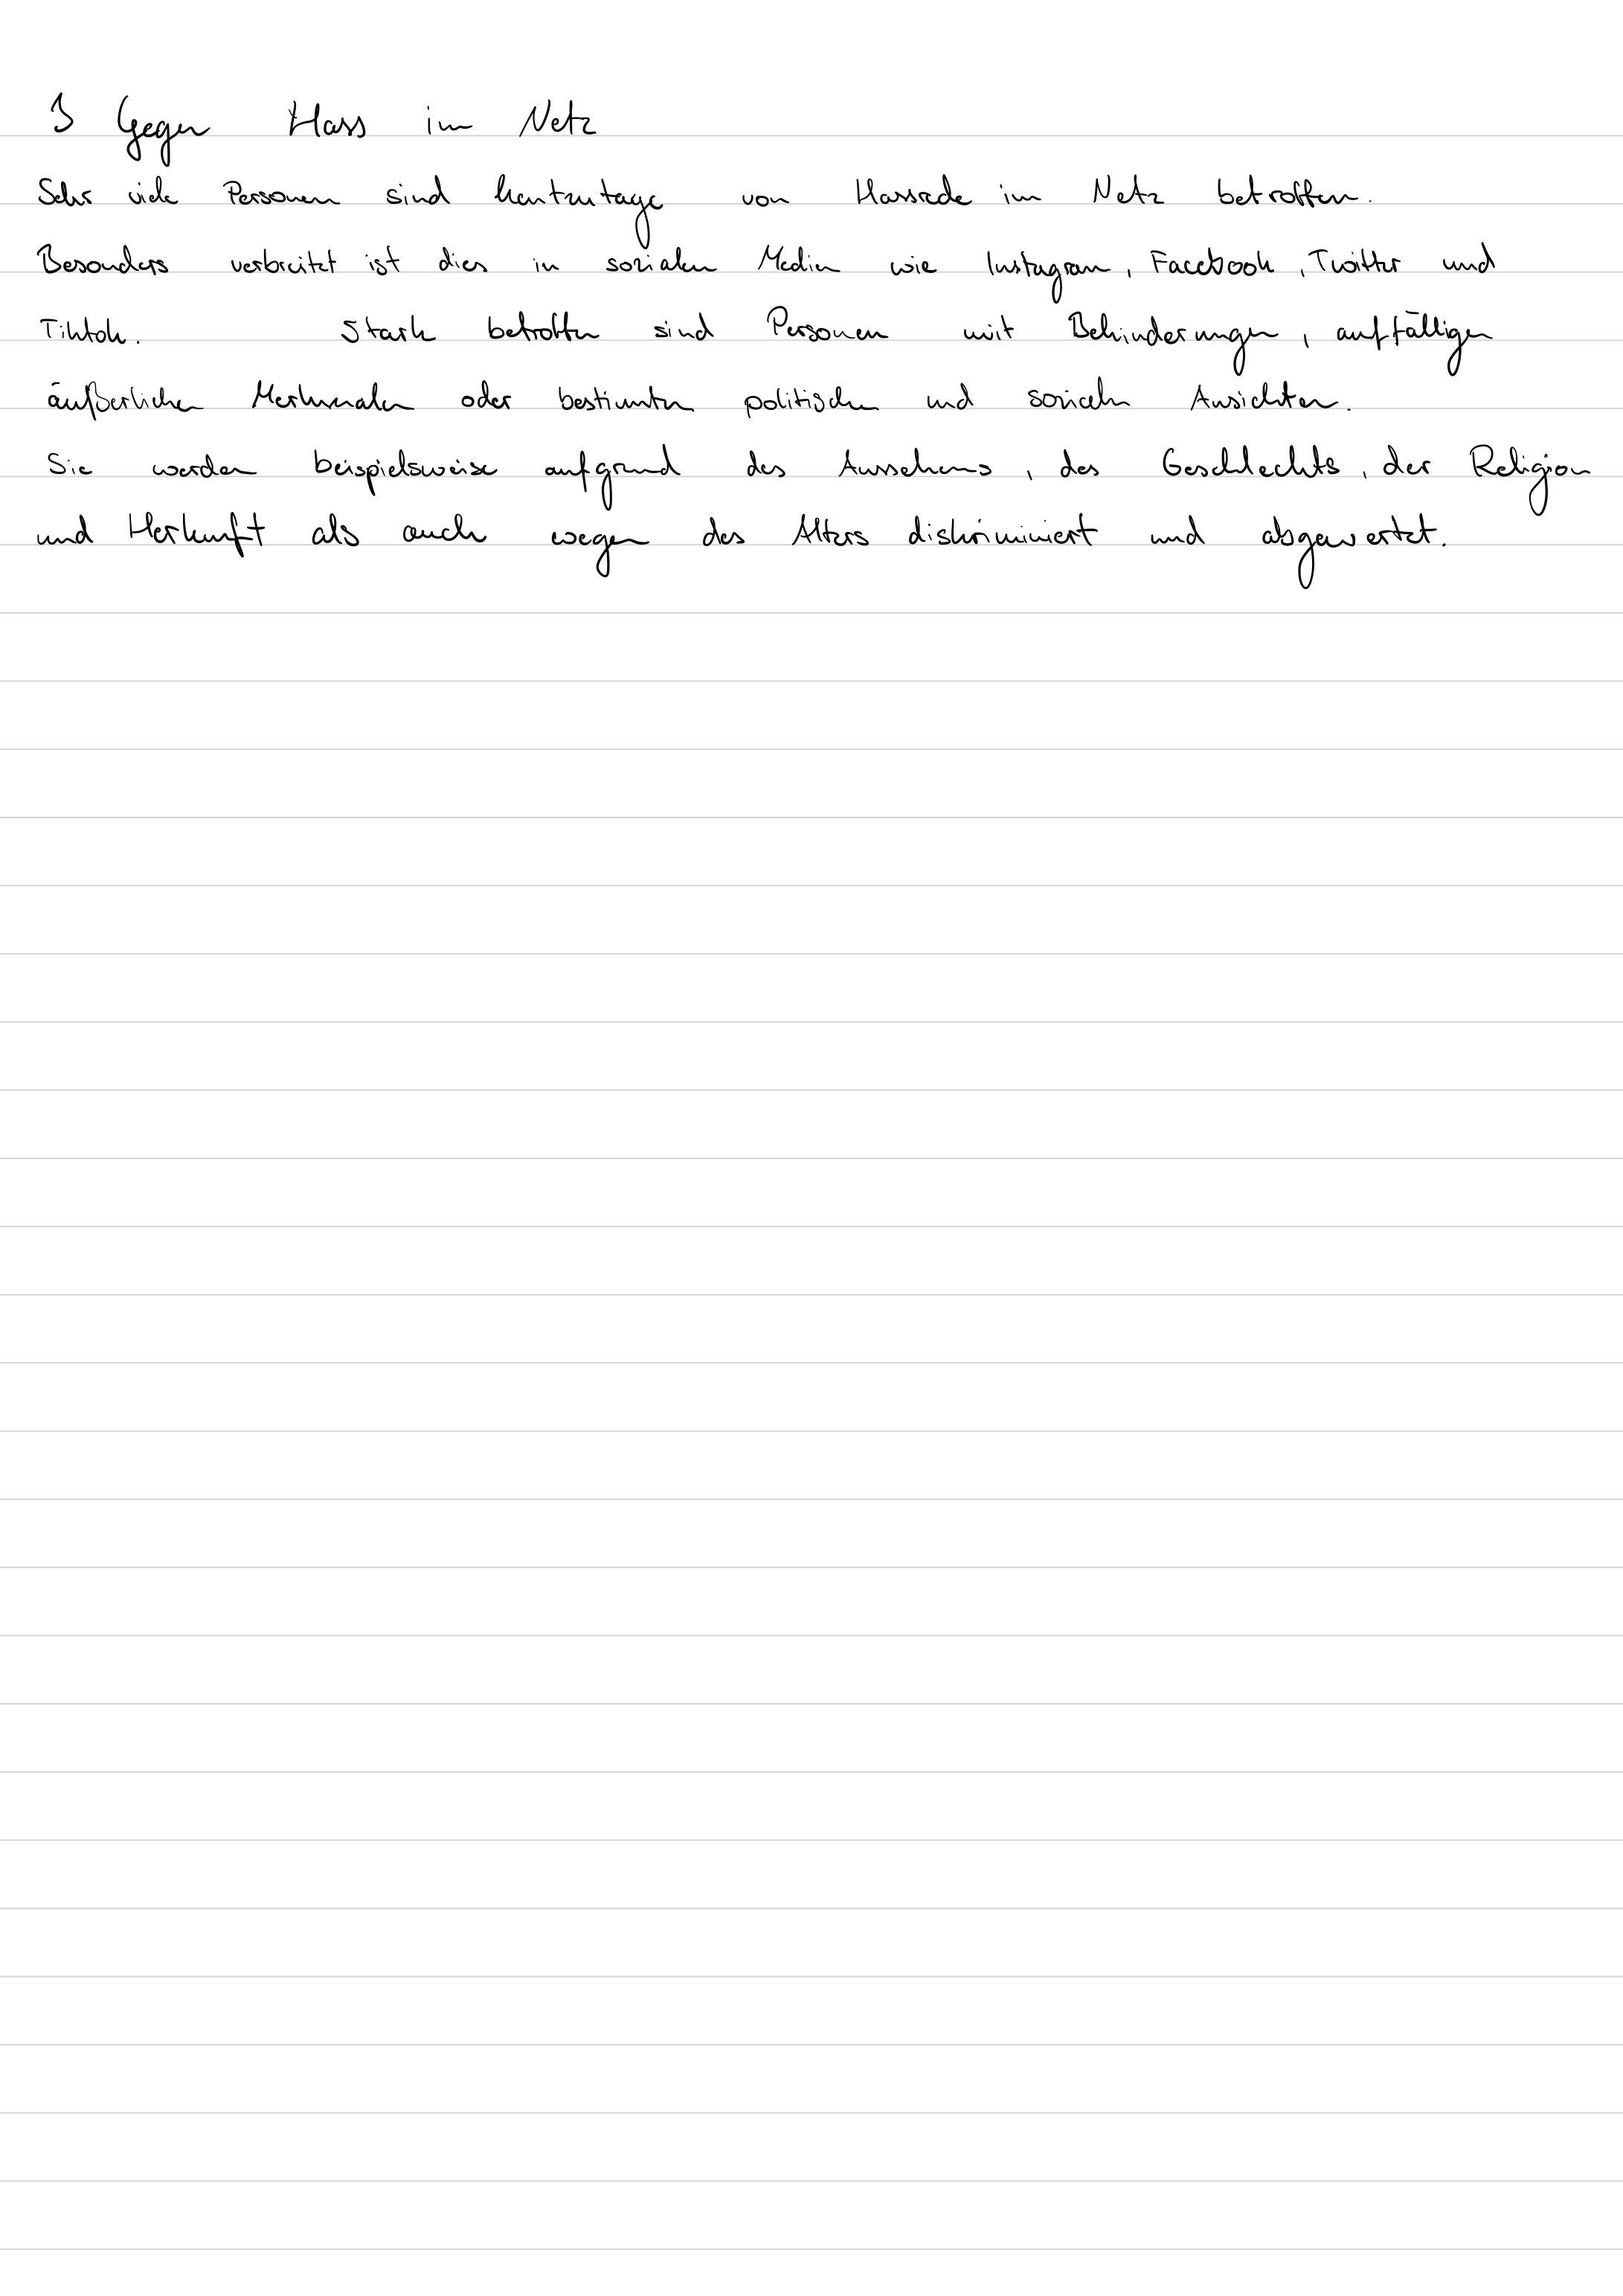 3 Gegen Hass im Netz
Sehr viele Personen sind heutzutage von Hassrede im Netz betroffen.
Besonders verbreitet ist dies in sozialen Medien wie Instagram, Facebook, Twitter und
Tiktok. Stark betroffen sind Personen mit Behinderungen, auffälligen
äußerlichen Merkmalen oder bestimmten politischen und sozialen Ansichten.
Sie werden beispielsweise aufgrund des Aussehens, des Geschlechts, der Religion
und Herkunft als auch wegen des Alters diskriminiert und abgewertet.